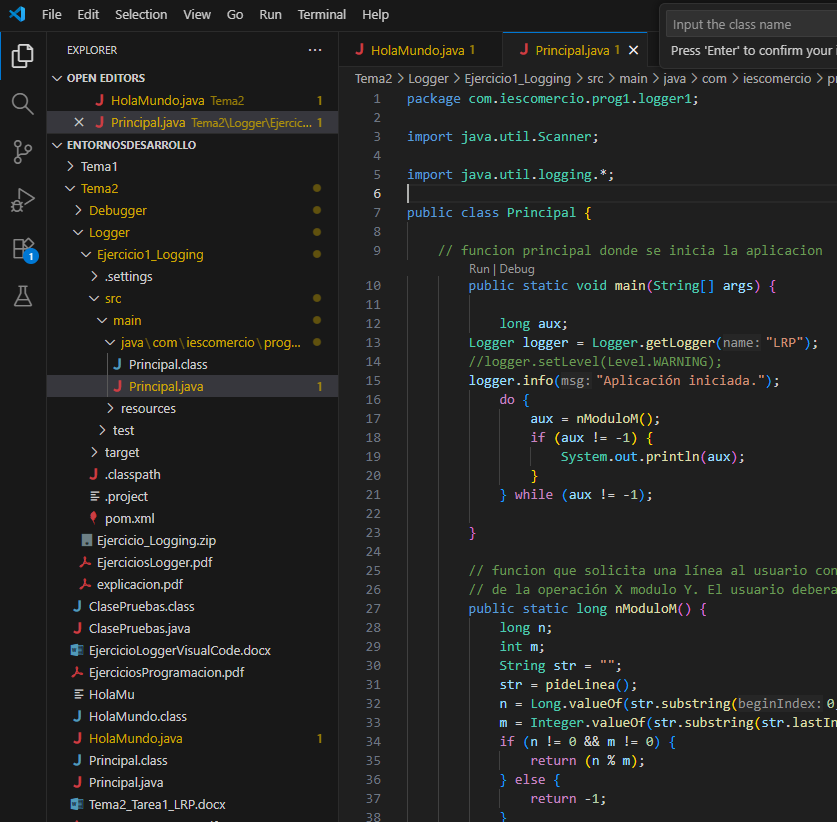 File Edit Selection View Go Run Terminal Help
Input the class name
Press 'Enter' to confirm your
EXPLORER ...
OPEN EDITORS
HolaMundo.java Tema2 1
Principal.java Tema2\Logger\Ejercic... 1
ENTORNOSDESARROLLO
Tema1
Tema2
Debugger
Logger
Ejercicio1_Logging
.settings
src
main
java\com\iescomercio\prog...
Principal.class
Principal.java 1
resources
test
target
.classpath
.project
pom.xml
Ejercicio_Logging.zip
EjerciciosLogger.pdf
explicacion.pdf
ClasePruebas.class
ClasePruebas.java
EjercicioLoggerVisualCode.docx
EjerciciosProgramacion.pdf
HolaMu
HolaMundo.class
HolaMundo.java 1
Principal.class
Principal.java
Tema2_Tarea1_LRP.docx
1
HolaMundo.java 1
Principal.java 1
Tema2 > Logger > Ejercicio1_Logging > src > main > java > com > iescomercio >
1 package com.iescomercio.prog1.logger1;
2
3 import java.util.Scanner;
4
5 import java.util.logging.*;
6
7 public class Principal {
8
9 // funcion principal donde se inicia la aplicacion
Run | Debug
10 public static void main(String[] args) {
11
12 long aux;
13 Logger logger = Logger.getLogger(name: "LRP");
14 //logger.setLevel(Level.WARNING);
15 logger.info(msg: "Aplicación iniciada.");
16 do {
17 aux = nModuloM();
18 if (aux != -1) {
19 System.out.println(aux);
20 }
21 } while (aux != -1);
22
23 }
24
25 // funcion que solicita una línea al usuario con
26 // de la operación X modulo Y. El usuario debera
27 public static long nModuloM() {
28 long n;
29 int m;
30 String str = "";
31 str = pideLinea();
32 n = Long.valueOf(str.substring(beginIndex: 0,
33 m = Integer.valueOf(str.substring(str.lastIn
34 if (n != 0 && m != 0) {
35 return (n % m);
36 } else {
37 return -1;
38 }